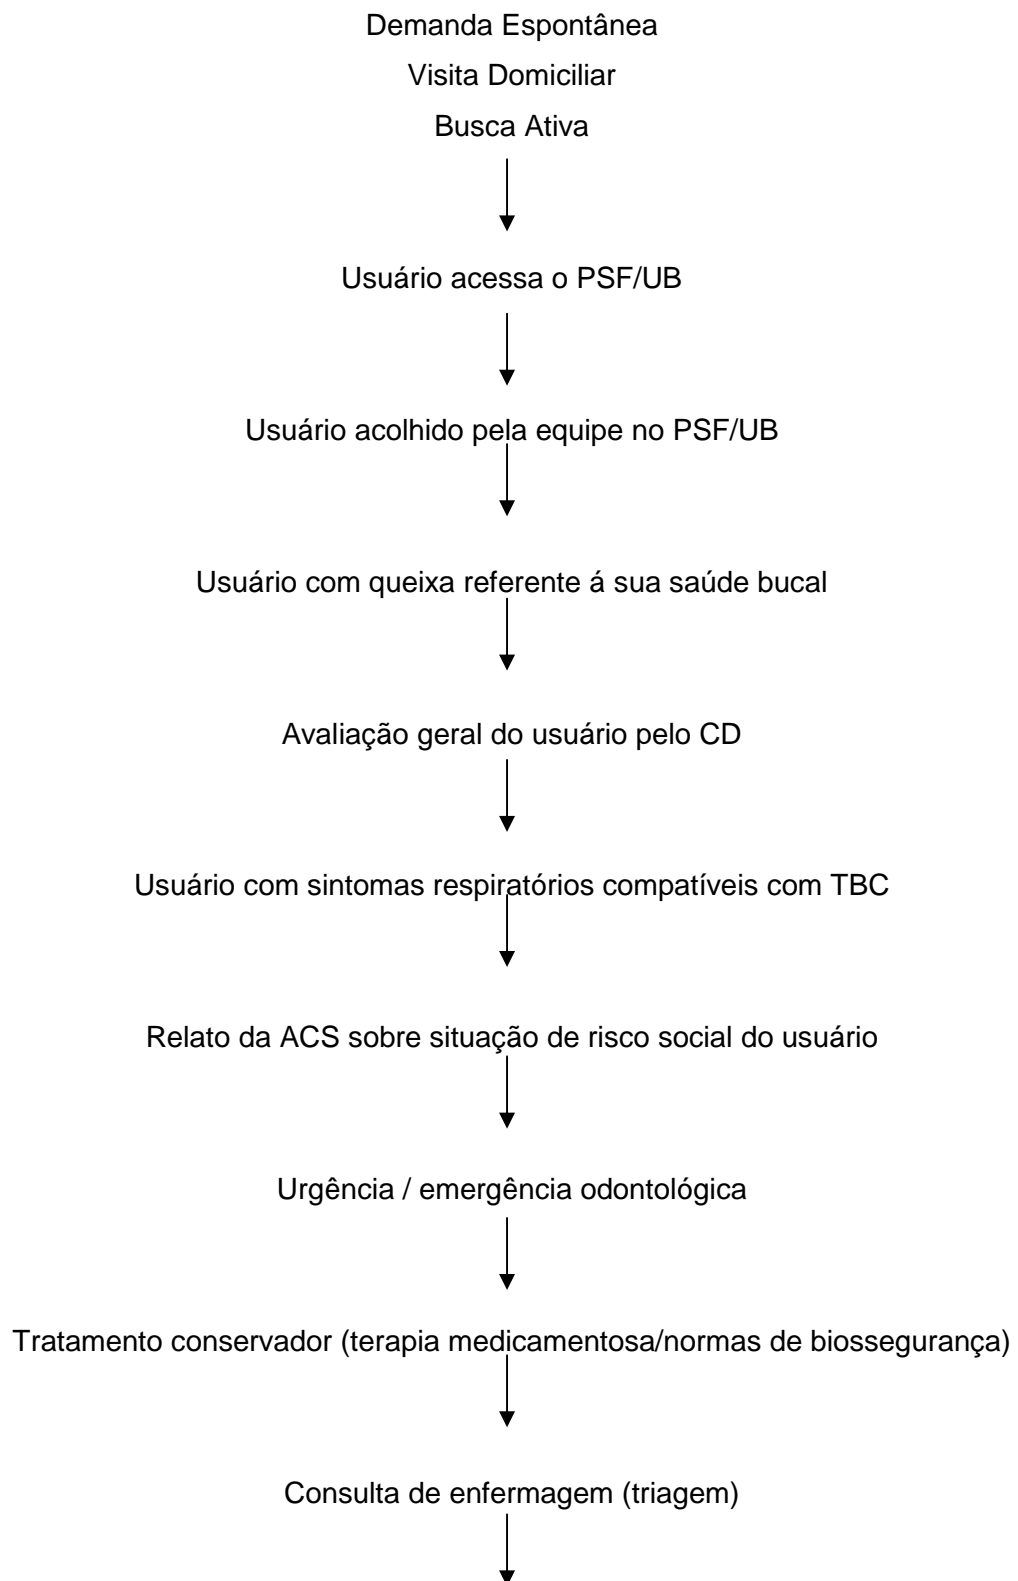 Demanda Espontânea
Visita Domiciliar
Busca Ativa
Usuário acessa o PSF/UB
Usuário acolhido pela equipe no PSF/UB
Usuário com queixa referente á sua saúde bucal
Avaliação geral do usuário pelo CD
Usuário com sintomas respiratórios compatíveis com TBC
Relato da ACS sobre situação de risco social do usuário
Urgência / emergência odontológica
Tratamento conservador (terapia medicamentosa/normas de biossegurança)
Consulta de enfermagem (triagem)